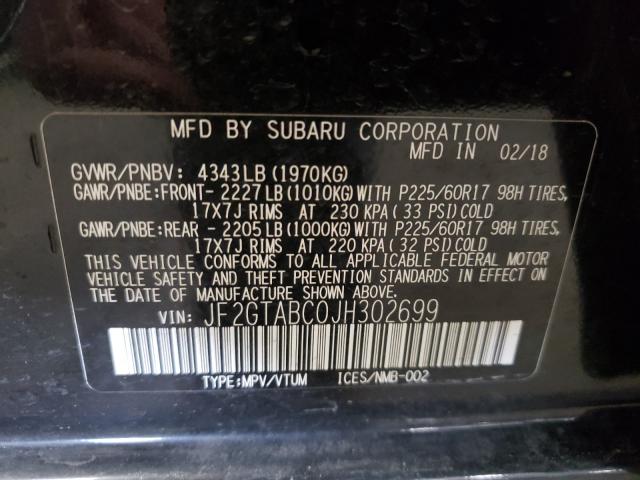 MFD BY SUBARU CORPORATION
MFD IN 02/18
GVWR/PNBV: 4343LB (1970KG)
GAWR/PNBE:FRONT- 2227LB(1010KG)WITH P225/60R17 98H TIRES,
17X7J RIMS AT 230 KPA (33 PSI)COLD
GAWR/PNBE:REAR - 2205LB(1000KG)WITH P225/60R17 98H TIRES,
17X7J RIMS AT 220 KPA (32 PSI)COLD
THIS VEHICLE CONFORMS TO ALL APPLICABLE FEDERAL MOTOR
VEHICLE SAFETY AND THEFT PREVENTION STANDARDS IN EFFECT
ON THE DATE OF MANUFACTURE SHOWN ABOVE.
VIN: JF2GTABC0JH302699
TYPE:MPV/VTUM ICES/NMB-002